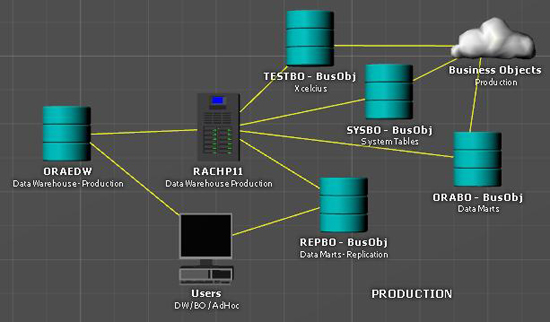 TESTBO - BusObj
Xcelcius
Business Objects
Production
SYSBO - BusObj
System Tables
ORAEDW
Data Warehouse - Production
RACHP11
Data Warehouse Production
ORABO - BusObj
Data Marts
REPBO - BusObj
Data Marts - Replication
Users
DW/BO/AdHoc
PRODUCTION